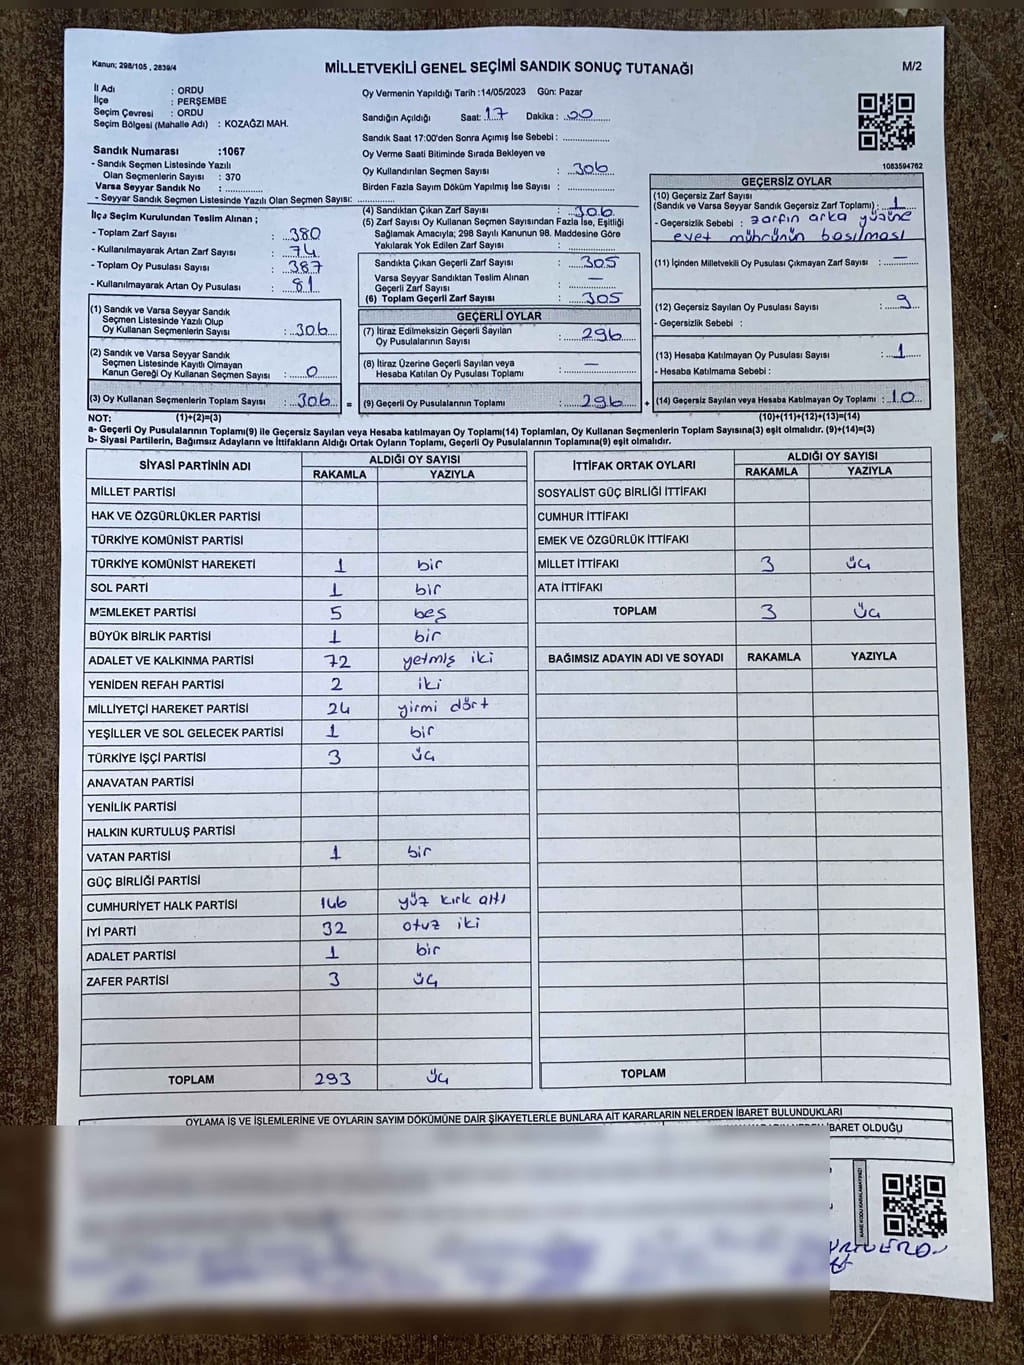 Kanun; 298/105 , 2839/4
MİLLETVEKİLİ GENEL SEÇİMİ SANDIK SONUÇ TUTANAĞI
M/2
İl Adı : ORDU
İlçe : PERŞEMBE
Seçim Çevresi : ORDU
Seçim Bölgesi (Mahalle Adı) : KOZAĞZI MAH.
Oy Vermenin Yapıldığı Tarih :14/05/2023 Gün: Pazar
Sandığın Açıldığı Saat: 17 Dakika : 00
Sandık Saat 17:00'den Sonra Açımış İse Sebebi :
Sandık Numarası :1067
- Sandık Seçmen Listesinde Yazılı
Olan Seçmenlerin Sayısı : 370
Varsa Seyyar Sandık No :
- Seyyar Sandık Seçmen Listesinde Yazılı Olan Seçmen Sayısı:
Oy Verme Saati Bitiminde Sırada Bekleyen ve
Oy Kullandırılan Seçmen Sayısı : 306
Birden Fazla Sayım Döküm Yapılmış İse Sayısı :
1083594762
İlçe Seçim Kurulundan Teslim Alınan ;
- Toplam Zarf Sayısı : 380
- Kullanılmayarak Artan Zarf Sayısı : 74
- Toplam Oy Pusulası Sayısı : 387
- Kullanılmayarak Artan Oy Pusulası : 81
(4) Sandıktan Çıkan Zarf Sayısı : 306
(5) Zarf Sayısı Oy Kullanan Seçmen Sayısından Fazla İse, Eşitliği
Sağlamak Amacıyla; 298 Sayılı Kanunun 98. Maddesine Göre
Yakılarak Yok Edilen Zarf Sayısı :
Sandıkta Çıkan Geçerli Zarf Sayısı : 305
Varsa Seyyar Sandıktan Teslim Alınan
Geçerli Zarf Sayısı : —
(6) Toplam Geçerli Zarf Sayısı : 305
GEÇERSİZ OYLAR
(10) Geçersiz Zarf Sayısı
(Sandık ve Varsa Seyyar Sandık Geçersiz Zarf Toplamı) : 1
- Geçersizlik Sebebi : zarfın arka yüzüne
evet mührünün basılması
(11) İçinden Milletvekili Oy Pusulası Çıkmayan Zarf Sayısı : —
(12) Geçersiz Sayılan Oy Pusulası Sayısı : 9
- Geçersizlik Sebebi :
(13) Hesaba Katılmayan Oy Pusulası Sayısı : 1
- Hesaba Katılmama Sebebi :
(1) Sandık ve Varsa Seyyar Sandık
Seçmen Listesinde Yazılı Olup
Oy Kullanan Seçmenlerin Sayısı : 306
(2) Sandık ve Varsa Seyyar Sandık
Seçmen Listesinde Kayıtlı Olmayan
Kanun Gereği Oy Kullanan Seçmen Sayısı : 0
GEÇERLİ OYLAR
(7) İtiraz Edilmeksizin Geçerli Sayılan
Oy Pusulalarının Sayısı : 296
(8) İtiraz Üzerine Geçerli Sayılan veya
Hesaba Katılan Oy Pusulası Toplamı : —
(3) Oy Kullanan Seçmenlerin Toplam Sayısı : 306 = (9) Geçerli Oy Pusulalarının Toplamı : 296 + (14) Geçersiz Sayılan veya Hesaba Katılmayan Oy Toplamı : 10
NOT: (1)+(2)=(3) (10)+(11)+(12)+(13)=(14)
a- Geçerli Oy Pusulalarının Toplamı(9) ile Geçersiz Sayılan veya Hesaba Katılmayan Oy Toplamı(14) Toplamları, Oy Kullanan Seçmenlerin Toplam Sayısına(3) eşit olmalıdır. (9)+(14)=(3)
b- Siyasi Partilerin, Bağımsız Adayların ve İttifakların Aldığı Ortak Oyların Toplamı, Geçerli Oy Pusulalarının Toplamına(9) eşit olmalıdır.
SİYASİ PARTİNİN ADI ALDIĞI OY SAYISI
RAKAMLA YAZIYLA
MİLLET PARTİSİ
HAK VE ÖZGÜRLÜKLER PARTİSİ
TÜRKİYE KOMÜNİST PARTİSİ
TÜRKİYE KOMÜNİST HAREKETİ 1 bir
SOL PARTİ 1 bir
MEMLEKET PARTİSİ 5 beş
BÜYÜK BİRLİK PARTİSİ 1 bir
ADALET VE KALKINMA PARTİSİ 72 yetmiş iki
YENİDEN REFAH PARTİSİ 2 iki
MİLLİYETÇİ HAREKET PARTİSİ 24 yirmi dört
YEŞİLLER VE SOL GELECEK PARTİSİ 1 bir
TÜRKİYE İŞÇİ PARTİSİ 3 üç
ANAVATAN PARTİSİ
YENİLİK PARTİSİ
HALKIN KURTULUŞ PARTİSİ
VATAN PARTİSİ 1 bir
GÜÇ BİRLİĞİ PARTİSİ
CUMHURİYET HALK PARTİSİ 146 yüz kırk altı
İYİ PARTİ 32 otuz iki
ADALET PARTİSİ 1 bir
ZAFER PARTİSİ 3 üç
TOPLAM 293 üç
İTTİFAK ORTAK OYLARI ALDIĞI OY SAYISI
RAKAMLA YAZIYLA
SOSYALİST GÜÇ BİRLİĞİ İTTİFAKI
CUMHUR İTTİFAKI
EMEK VE ÖZGÜRLÜK İTTİFAKI
MİLLET İTTİFAKI 3 üç
ATA İTTİFAKI
TOPLAM 3 üç
BAĞIMSIZ ADAYIN ADI VE SOYADI RAKAMLA YAZIYLA
TOPLAM
OYLAMA İŞ VE İŞLEMLERİNE VE OYLARIN SAYIM DÖKÜMÜNE DAİR ŞİKAYETLERLE BUNLARA AİT KARARLARIN NELERDEN İBARET BULUNDUKLARI
İBARET OLDUĞU